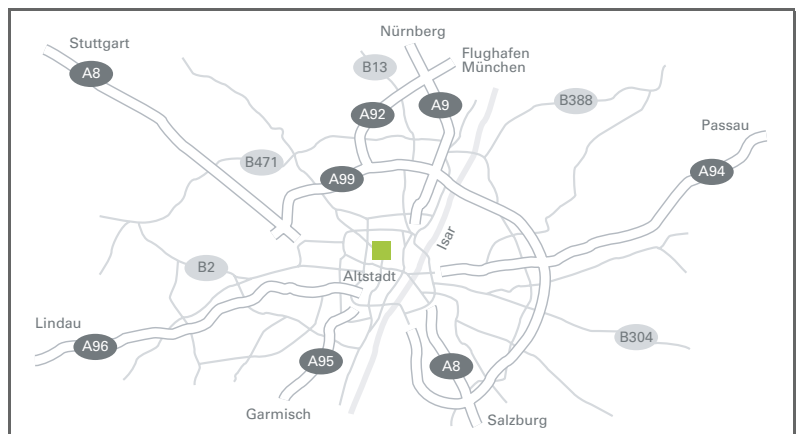 Nürnberg
Stuttgart
Flughafen
München
B13
A8
A92
A9
B388
Passau
B471
A99
A94
Isar
B2
Altstadt
Lindau
A96
B304
A95
A8
Garmisch
Salzburg